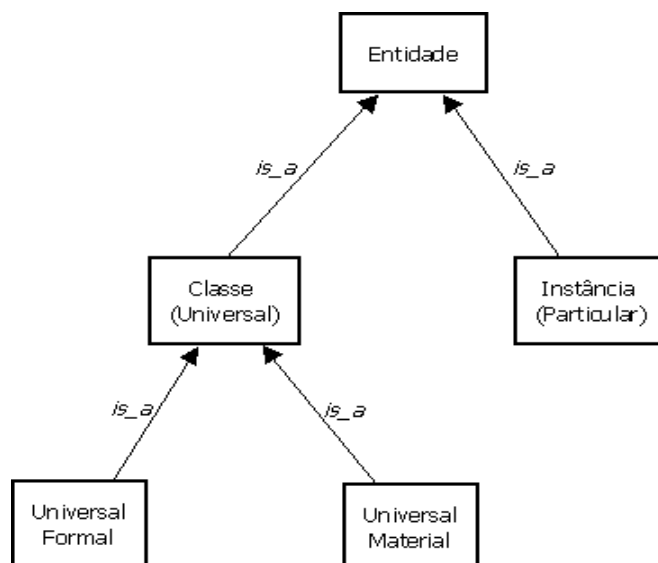 Entidade
is_a
is_a
Classe
(Universal)
Instância
(Particular)
is_a
is_a
Universal
Formal
Universal
Material